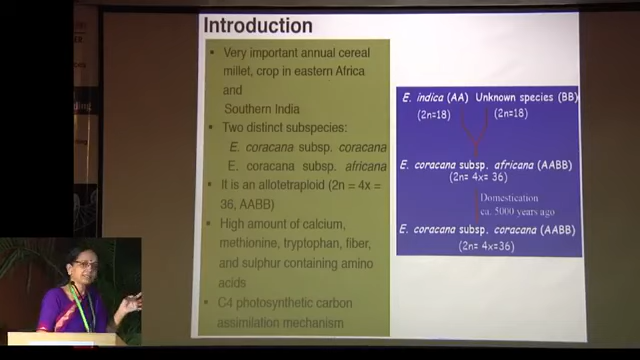 Introduction
• Very important annual cereal
millet, crop in eastern Africa
and
Southern India
• Two distinct subspecies:
E. coracana subsp. coracana
E. coracana subsp. africana
• It is an allotetraploid (2n = 4x =
36, AABB)
• High amount of calcium,
methionine, tryptophan, fiber,
and sulphur containing amino
acids
• C4 photosynthetic carbon
assimilation mechanism
E. indica (AA) Unknown species (BB)
(2n=18) (2n=18)
E. coracana subsp. africana (AABB)
(2n= 4x= 36)
Domestication
ca. 5000 years ago
E. coracana subsp. coracana (AABB)
(2n= 4x=36)